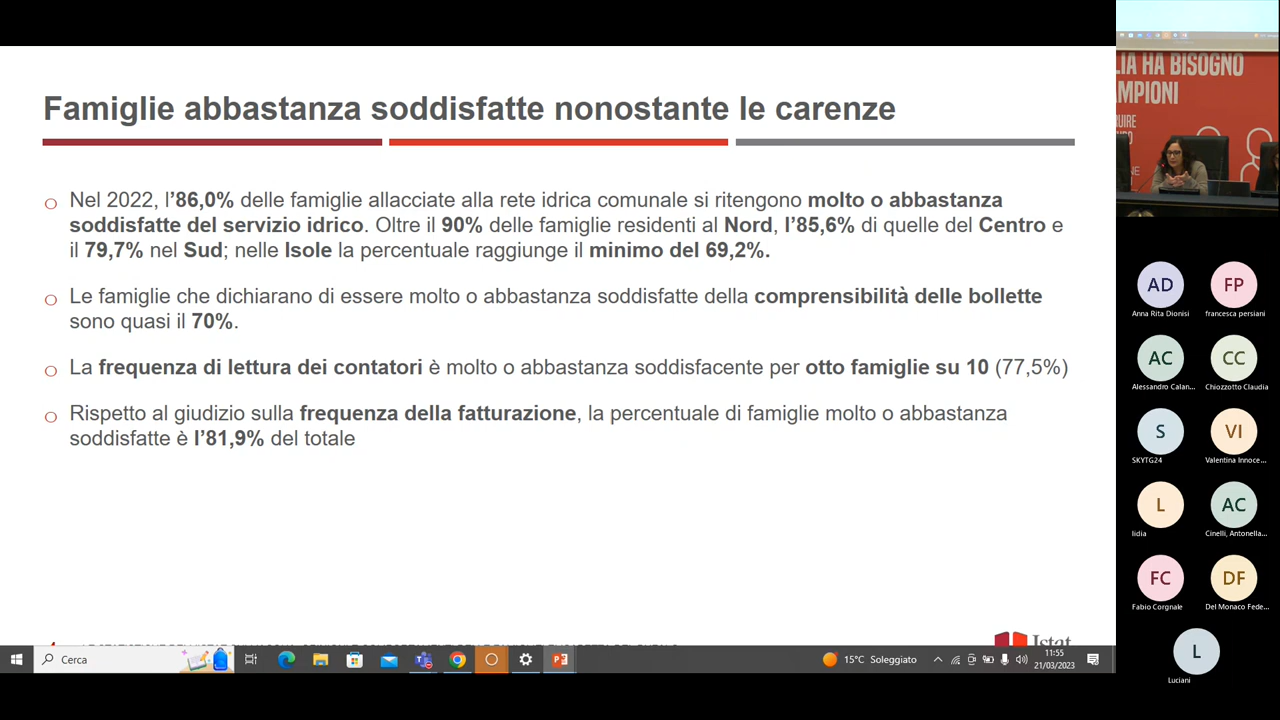 Famiglie abbastanza soddisfatte nonostante le carenze
Nel 2022, l'86,0% delle famiglie allacciate alla rete idrica comunale si ritengono molto o abbastanza
soddisfatte del servizio idrico. Oltre il 90% delle famiglie residenti al Nord, l'85,6% di quelle del Centro e
il 79,7% nel Sud; nelle Isole la percentuale raggiunge il minimo del 69,2%.
Le famiglie che dichiarano di essere molto o abbastanza soddisfatte della comprensibilità delle bollette
sono quasi il 70%.
La frequenza di lettura dei contatori è molto o abbastanza soddisfacente per otto famiglie su 10 (77,5%)
Rispetto al giudizio sulla frequenza della fatturazione, la percentuale di famiglie molto o abbastanza
soddisfatte è l'81,9% del totale
Istat
Cerca
15°C Soleggiato
11:55
21/03/2023
LIA HA BISOGNO
AMPIONI
UIRE
AD
FP
Anna Rita Dionisi
francesca persiani
AC
CC
Alessandro Calan...
Chiozzotto Claudia
S
VI
SKYTG24
Valentina Innoce...
L
AC
lidia
Cinelli, Antonella...
FC
DF
Fabio Corgnale
Del Monaco Fede...
L
Luciani